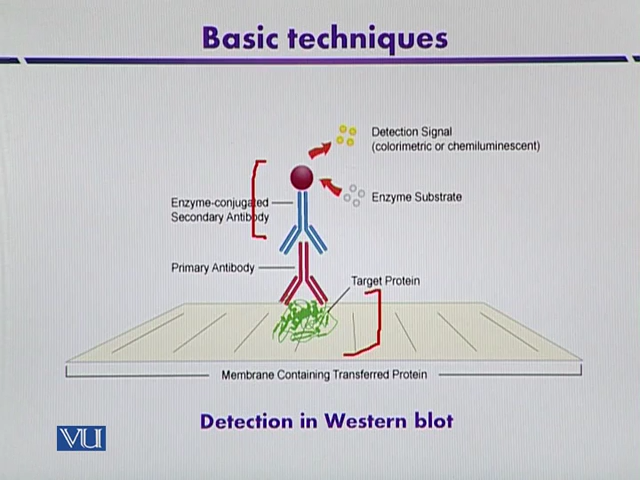 Basic techniques
Detection Signal
(colorimetric or chemiluminescent)
Enzyme-conjugated
Secondary Antibody
Enzyme Substrate
Primary Antibody
Target Protein
Membrane Containing Transferred Protein
Detection in Western blot
VU